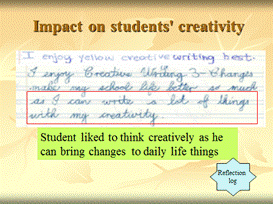 Impact on students' creativity
I enjoy yellow creative writing best.
I enjoy Creative Writing 3-Changes
make my school life better so much
as I can write a lot of things
with my creativity.
Student liked to think creatively as he
can bring changes to daily life things
Reflection
log